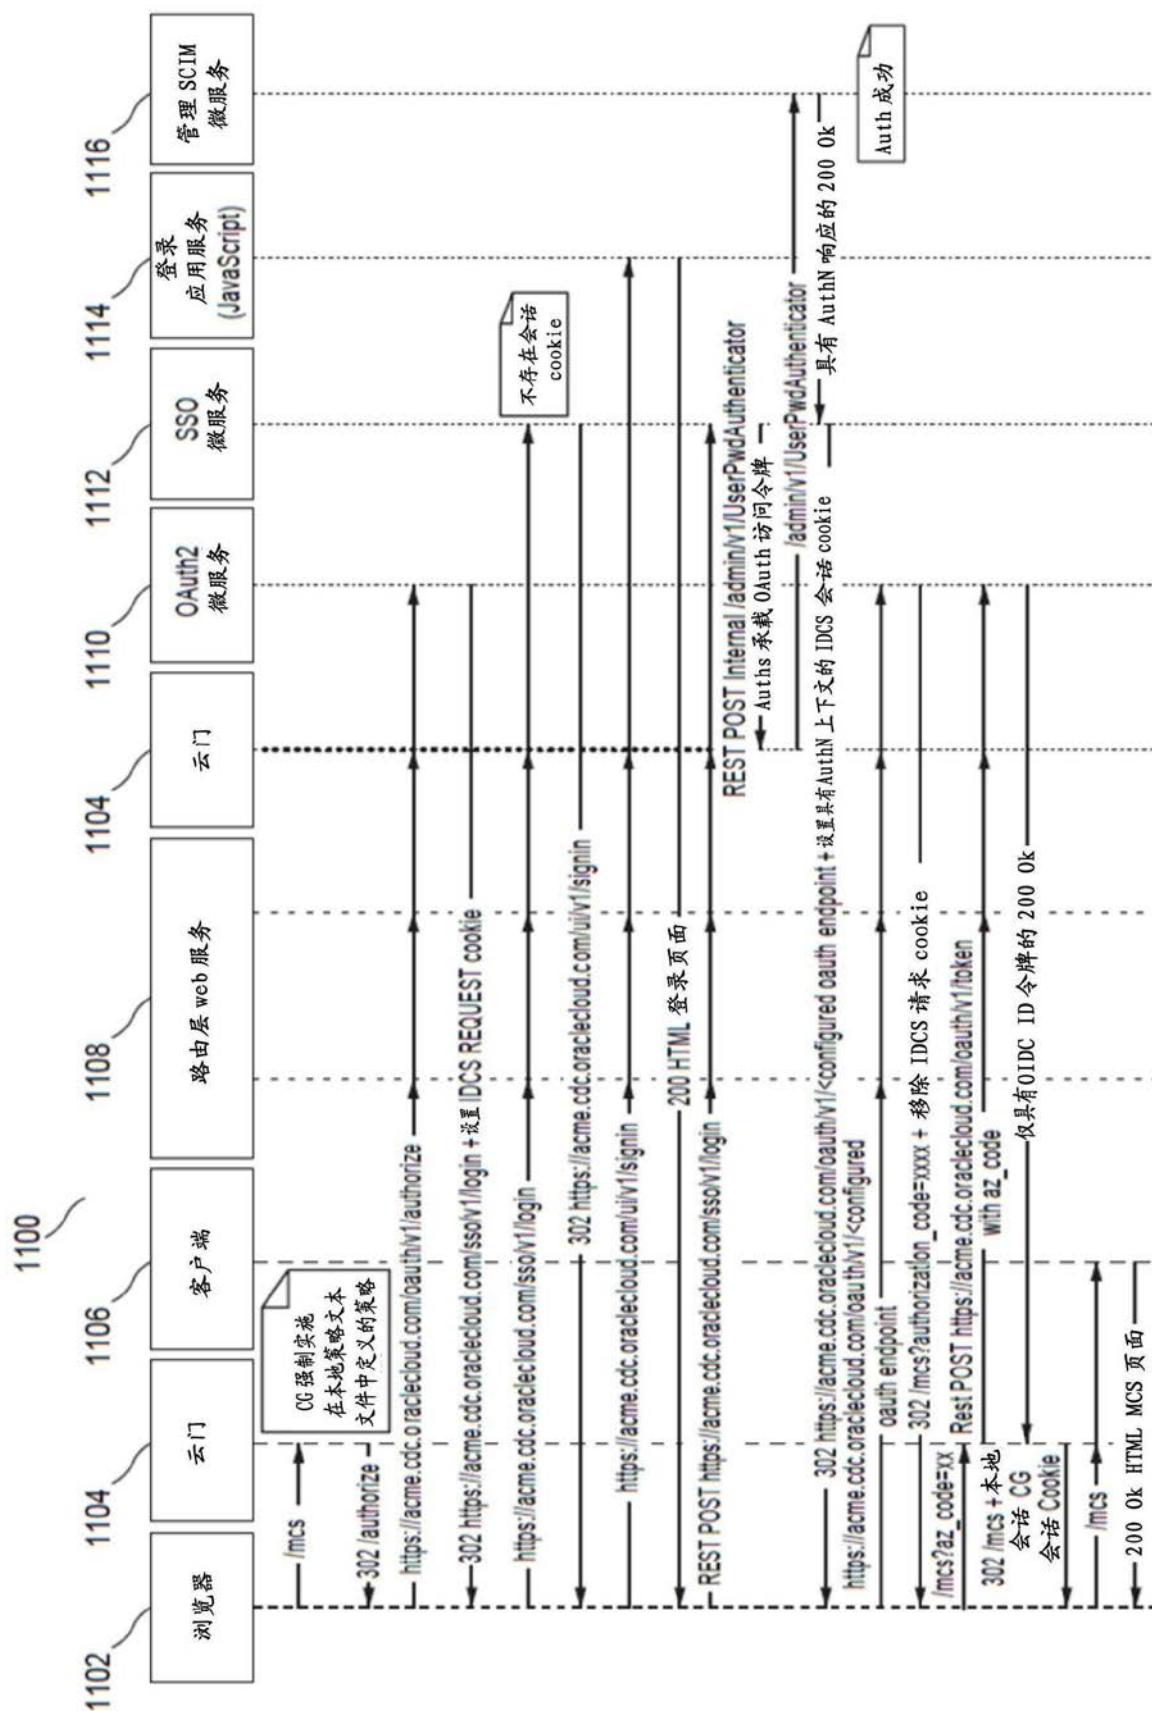 1100
1102
浏览器
1104
云门
1106
客户端
1108
路由层web服务
1104
云门
1110
OAuth2
微服务
1112
SSO
微服务
1114
登录
应用服务
(JavaScript)
1116
管理SCIM
微服务
/mcs
CG强制实施
在本地策略文本
文件中定义的策略
302 /authorize
https://acme.cdc.oraclecloud.com/oauth/v1/authorize
302 https://acme.cdc.oraclecloud.com/sso/v1/login +设置 IDCS REQUEST cookie
https://acme.cdc.oraclecloud.com/sso/v1/login
不存在会话
cookie
302 https://acme.cdc.oraclecloud.com/ui/v1/signin
https://acme.cdc.oraclecloud.com/ui/v1/signin
200 HTML 登录页面
REST POST https://acme.cdc.oraclecloud.com/sso/v1/login
REST POST Internal /admin/v1/UserPwdAuthenticator
Auths 承载 OAuth 访问令牌
/admin/v1/UserPwdAuthenticator
具有 AuthN 响应的 200 Ok
Auth 成功
302 https://acme.cdc.oraclecloud.com/oauth/v1/<configured oauth endpoint +设置具有AuthN 上下文的 IDCS 会话 cookie
https://acme.cdc.oraclecloud.com/oauth/v1/<configured
oauth endpoint
302 /mcs?authorization_code=xxxx + 移除 IDCS 请求 cookie
/mcs?az_code=xx
Rest POST https://acme.cdc.oraclecloud.com/oauth/v1/token
with az_code
仅具有OIDC ID 令牌的 200 Ok
302 /mcs +本地
会话 CG
会话 Cookie
/mcs
200 Ok HTML MCS 页面